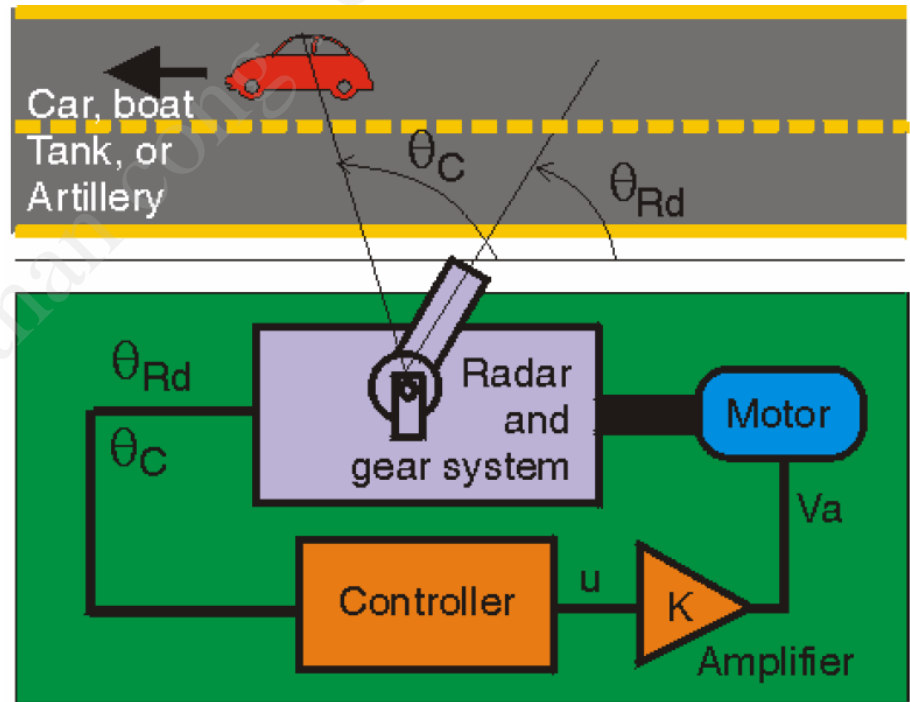 Car, boat
Tank, or
Artillery
θC
θRd
θRd
θC
Radar
and
gear system
Motor
Va
Controller
u
K
Amplifier